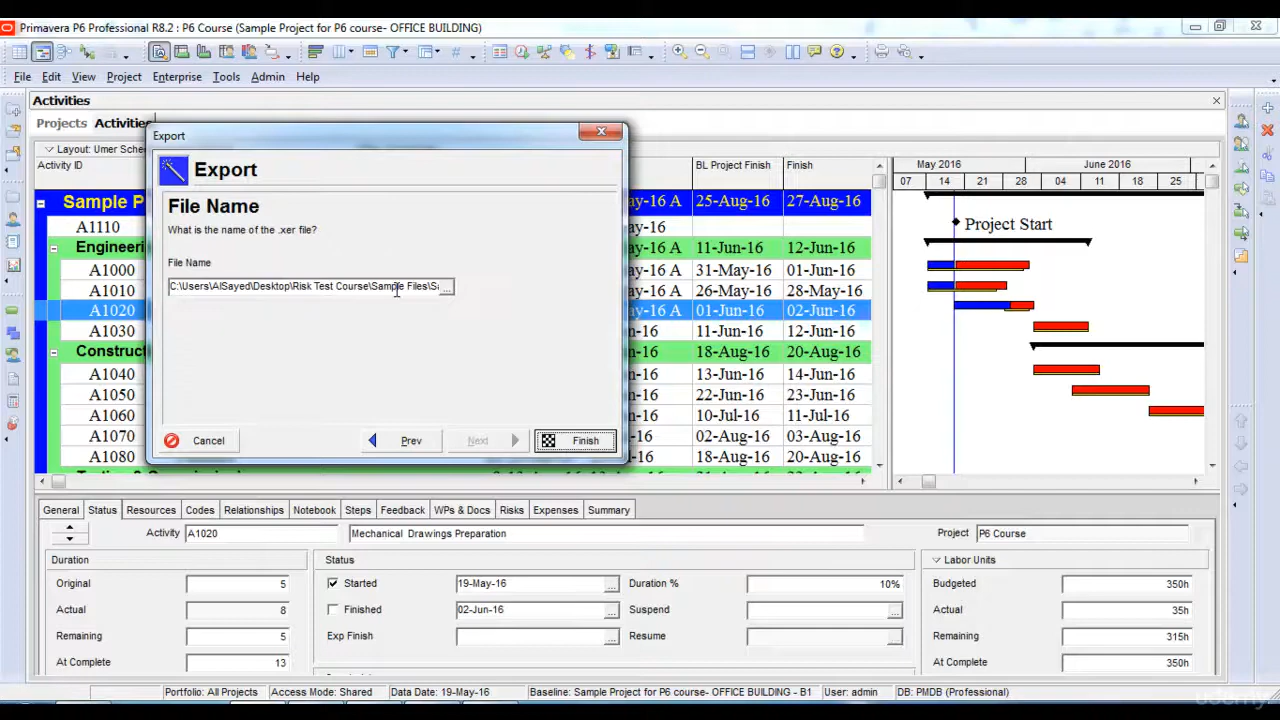 Primavera P6 Professional R8.2 : P6 Course (Sample Project for P6 course- OFFICE BUILDING)
File Edit View Project Enterprise Tools Admin Help
Activities
Projects Activities
Layout: Umer Sche
Activity ID BL Project Finish Finish May 2016 June 2016
07 14 21 28 04 11 18 25
Sample P ay-16 A 25-Aug-16 27-Aug-16
A1110 ay-16 Project Start
Engineeri ay-16 11-Jun-16 12-Jun-16
A1000 ay-16 A 31-May-16 01-Jun-16
A1010 ay-16 A 26-May-16 28-May-16
A1020 ay-16 A 01-Jun-16 02-Jun-16
A1030 n-16 11-Jun-16 12-Jun-16
Construct n-16 18-Aug-16 20-Aug-16
A1040 n-16 13-Jun-16 14-Jun-16
A1050 n-16 22-Jun-16 23-Jun-16
A1060 n-16 10-Jul-16 11-Jul-16
A1070 n-16 02-Aug-16 03-Aug-16
A1080 n-16 19-Aug-16 20-Aug-16
Export
Export
File Name
What is the name of the .xer file?
File Name
C:\Users\AlSayed\Desktop\Risk Test Course\Sample Files\S
Cancel Prev Next Finish
General Status Resources Codes Relationships Notebook Steps Feedback WPs & Docs Risks Expenses Summary
Activity A1020 Mechanical Drawings Preparation Project P6 Course
Duration Status Labor Units
Original 5 Started 19-May-16 Duration % 10% Budgeted 350h
Actual 8 Finished 02-Jun-16 Suspend Actual 35h
Remaining 5 Exp Finish Resume Remaining 315h
At Complete 13 At Complete 350h
Portfolio: All Projects Access Mode: Shared Data Date: 19-May-16 Baseline: Sample Project for P6 course- OFFICE BUILDING - B1 User: admin DB: PMDB (Professional)
udemy